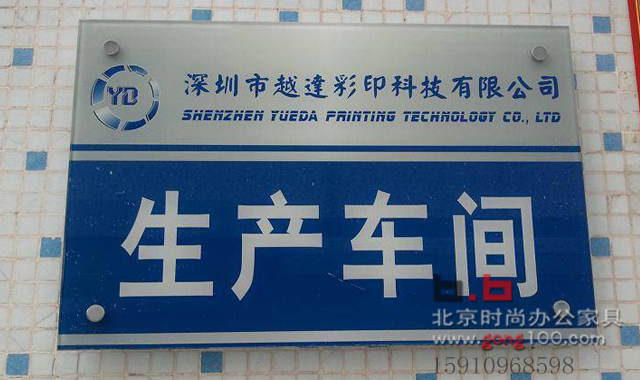 YD
深圳市越達彩印科技有限公司
SHENZHEN YUEDA PRINTING TECHNOLOGY CO., LTD
生产车间
b.b
北京时尚办公家具
www.gong100.com
15910968598